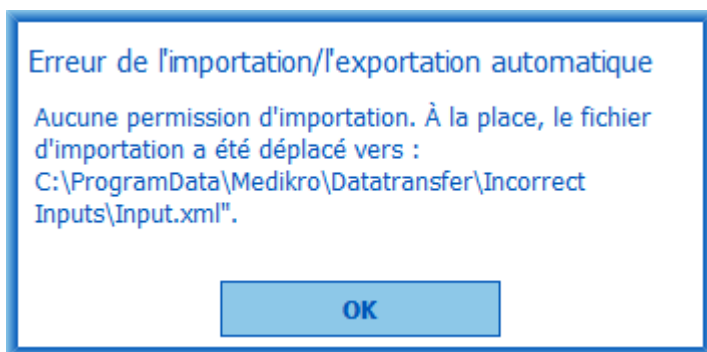 Erreur de l'importation/l'exportation automatique
Aucune permission d'importation. À la place, le fichier
d'importation a été déplacé vers :
C:\ProgramData\Medikro\Datatransfer\Incorrect
Inputs\Input.xml".
OK